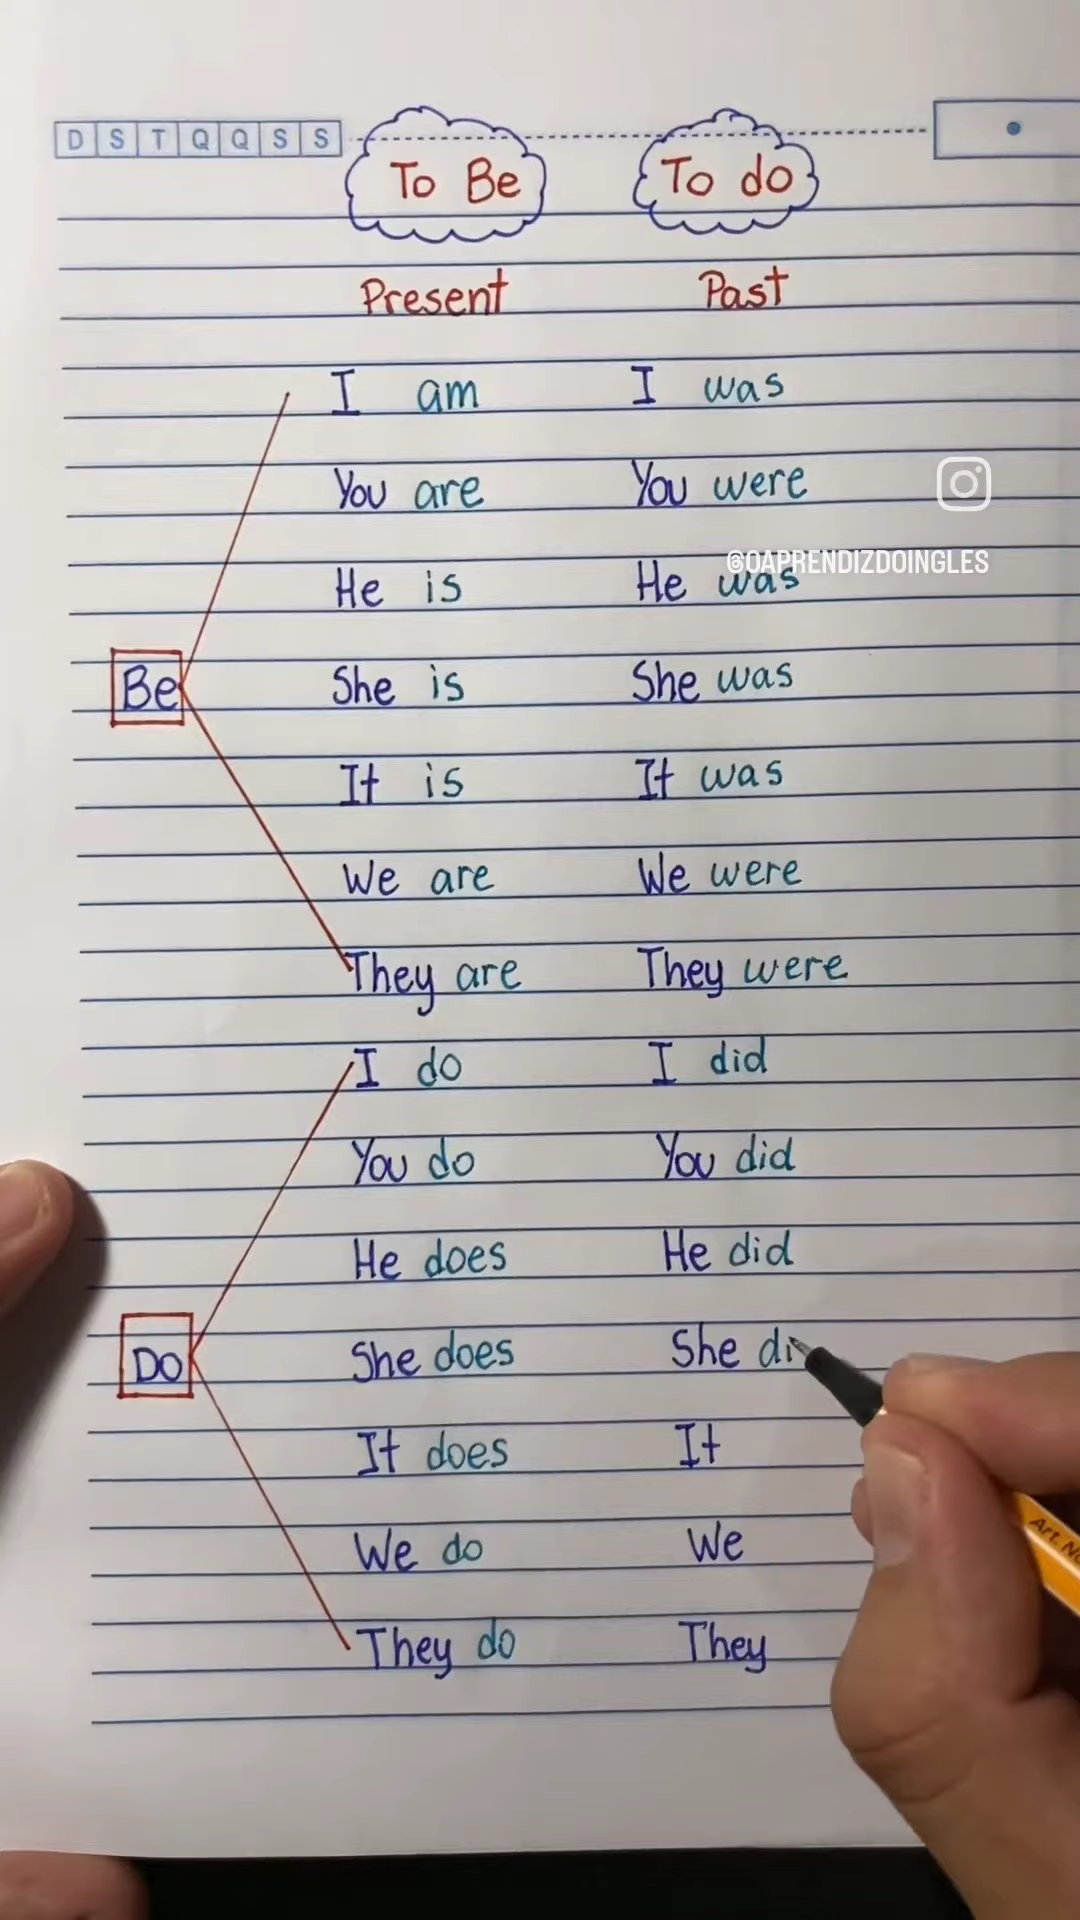 D S T Q Q S S
To Be To do
Present Past
I am I was
You are You were
@OAPRENDIZDOINGLES
He is He was
Be She is She was
It is It was
We are We were
They are They were
I do I did
You do You did
He does He did
Do She does She di
It does It
We do We
They do They